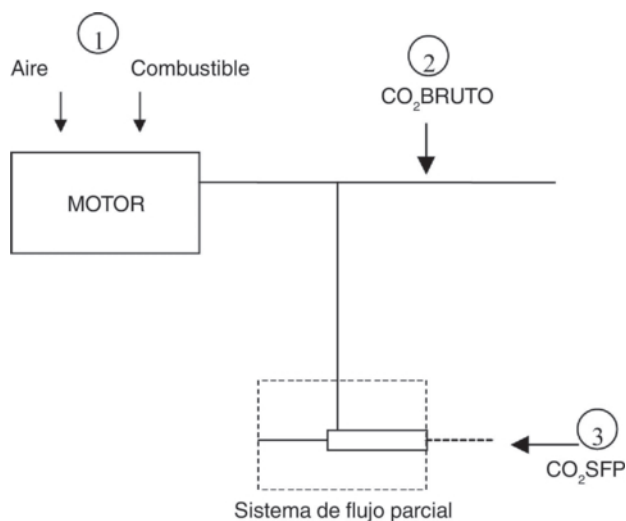 1
Aire
Combustible
2
CO₂BRUTO
MOTOR
3
CO₂SFP
Sistema de flujo parcial